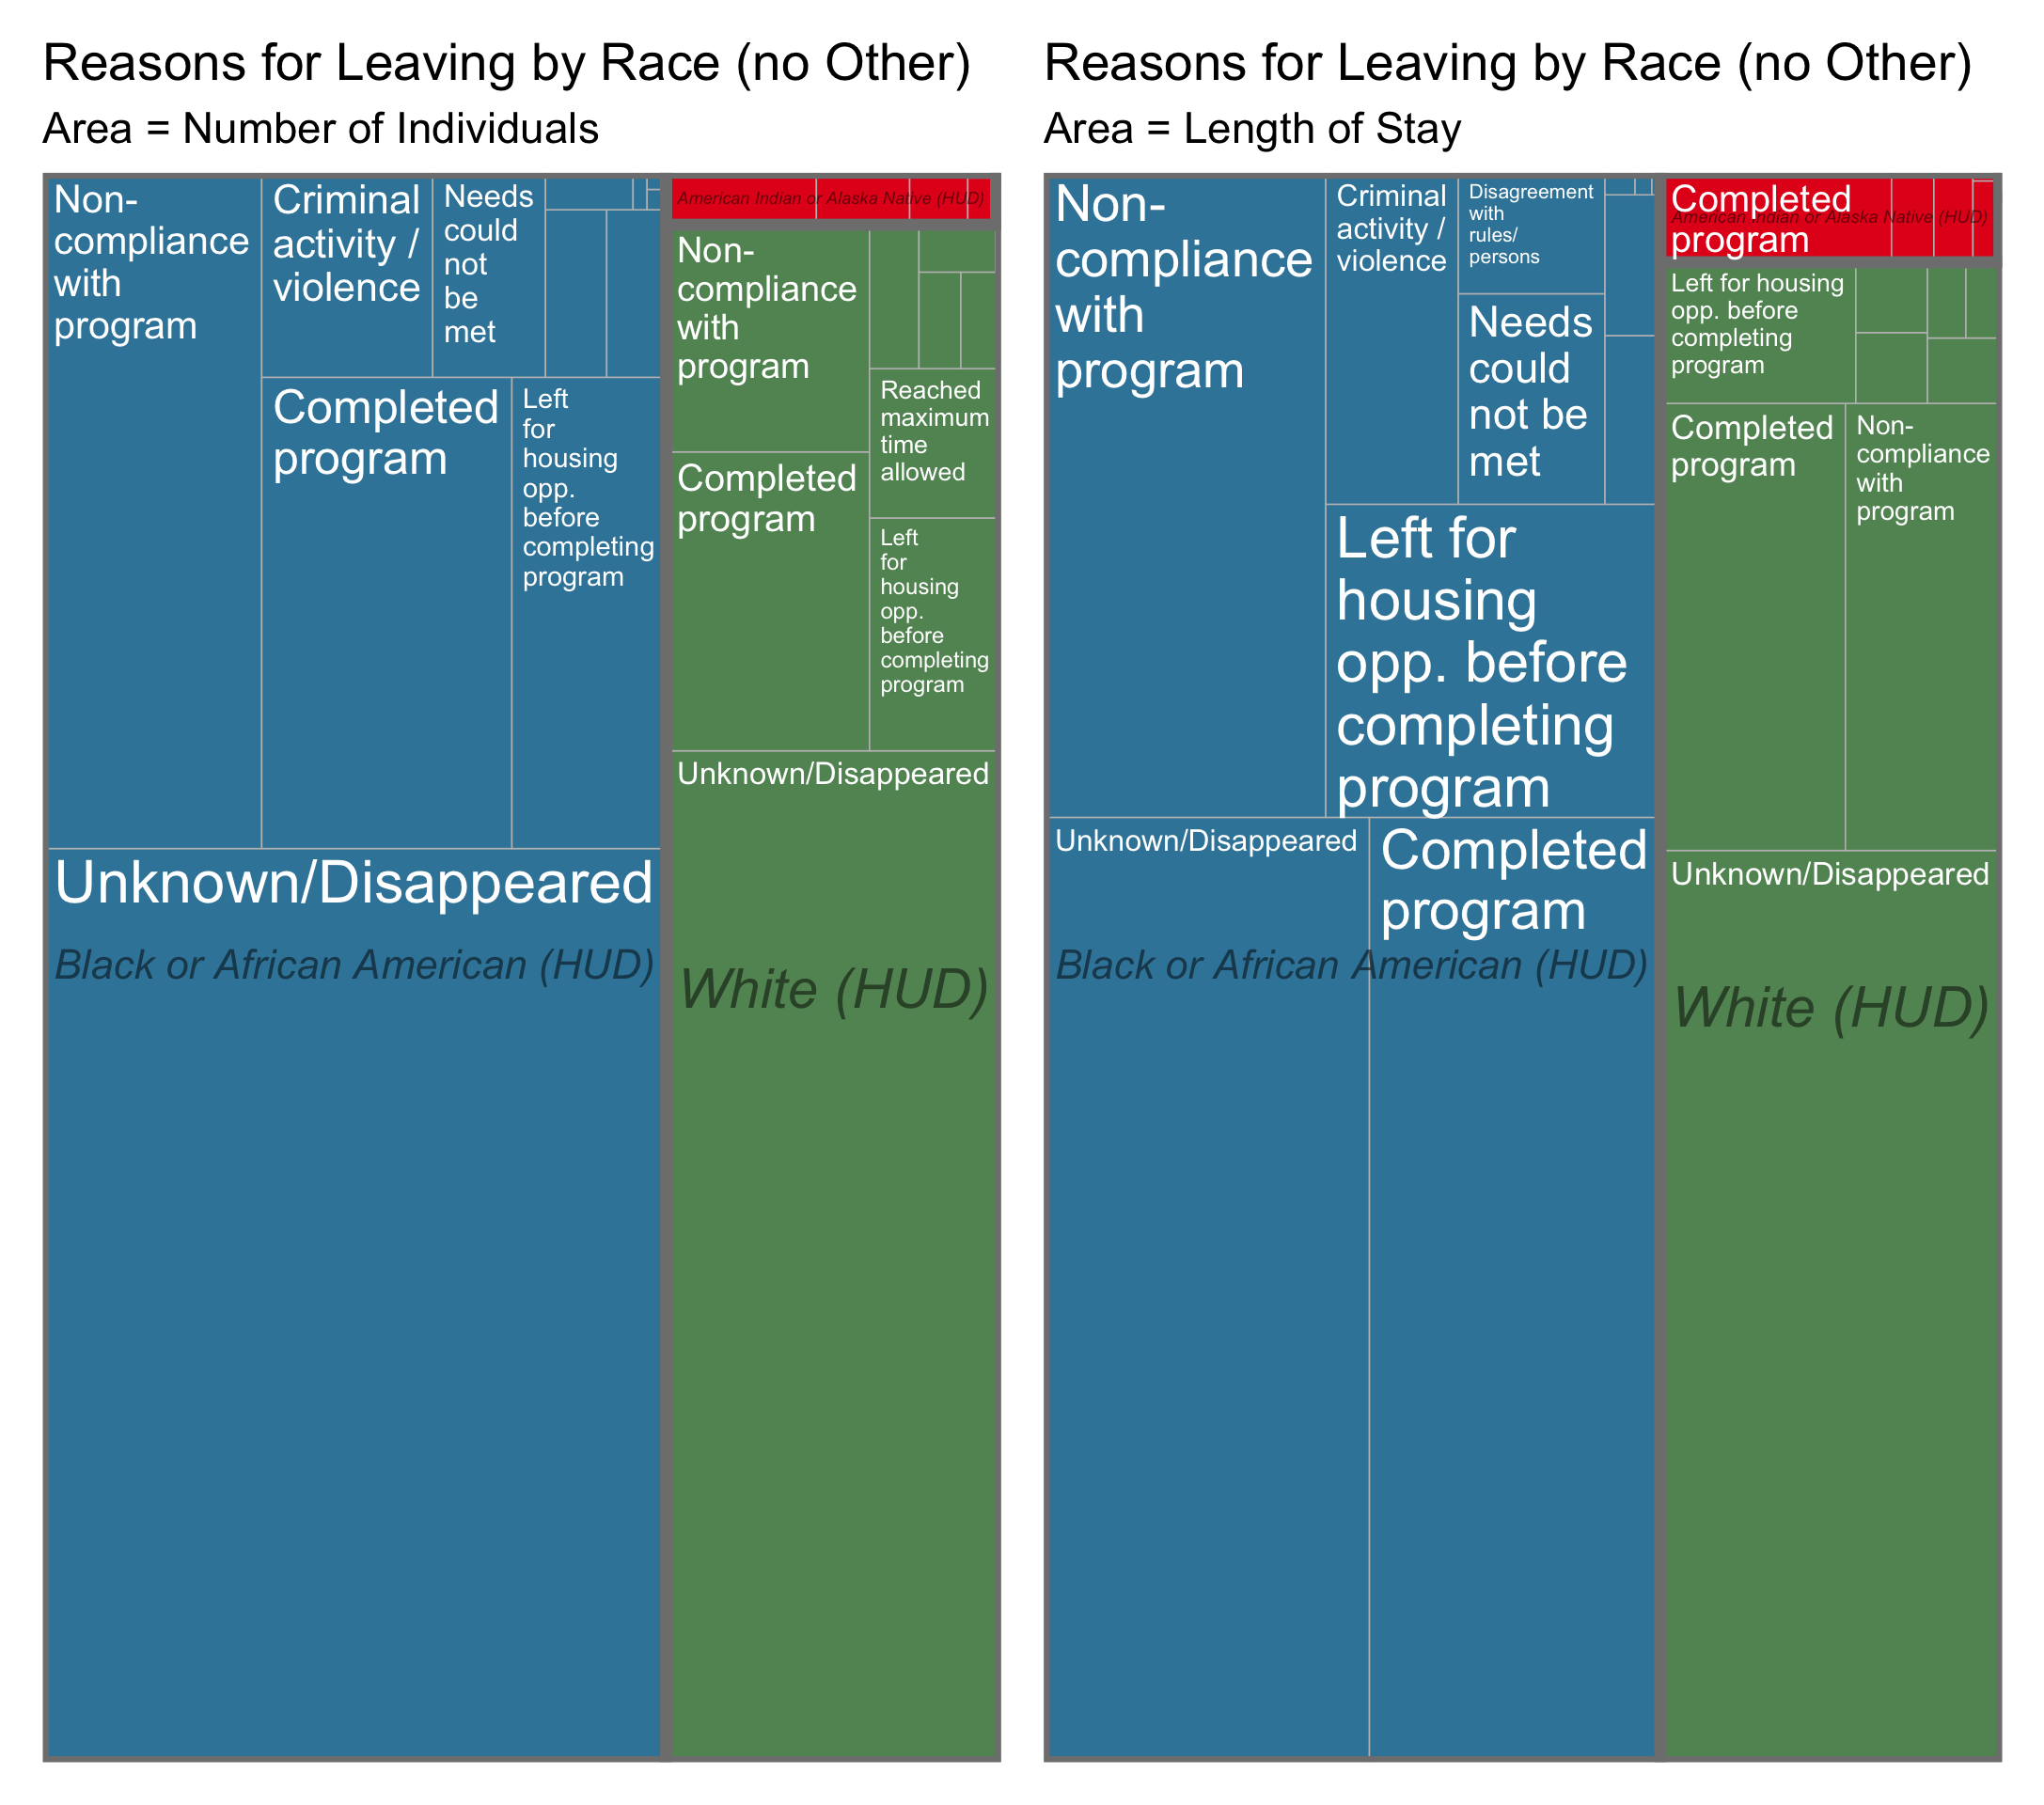 Reasons for Leaving by Race (no Other)
Area = Number of Individuals
Non-
compliance
with
program
Criminal
activity /
violence
Needs
could
not
be
met
Completed
program
Left
for
housing
opp.
before
completing
program
Unknown/Disappeared
Black or African American (HUD)
American Indian or Alaska Native (HUD)
Non-
compliance
with
program
Completed
program
Reached
maximum
time
allowed
Left
for
housing
opp.
before
completing
program
Unknown/Disappeared
White (HUD)
Reasons for Leaving by Race (no Other)
Area = Length of Stay
Non-
compliance
with
program
Criminal
activity /
violence
Disagreement
with
rules/
persons
Needs
could
not be
met
Left for
housing
opp. before
completing
program
Unknown/Disappeared
Completed
program
Black or African American (HUD)
Completed
program
American Indian or Alaska Native (HUD)
Left for housing
opp. before
completing
program
Completed
program
Non-
compliance
with
program
Unknown/Disappeared
White (HUD)